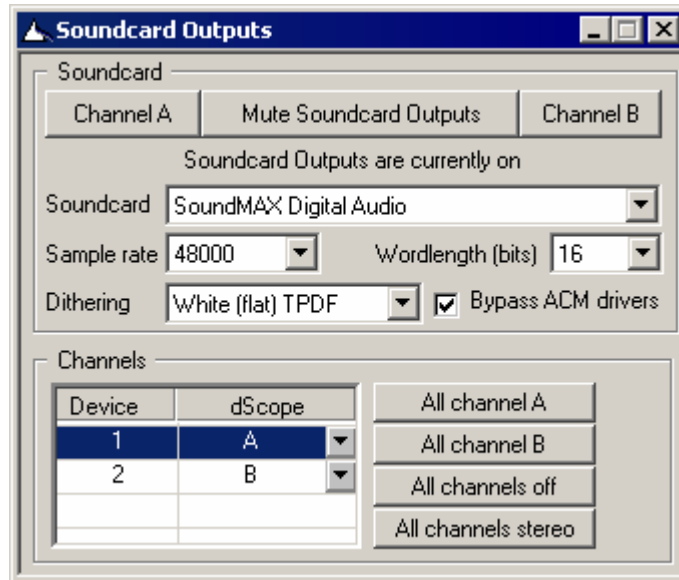 Soundcard Outputs
Soundcard
Channel A Mute Soundcard Outputs Channel B
Soundcard Outputs are currently on
Soundcard SoundMAX Digital Audio
Sample rate 48000 Wordlength (bits) 16
Dithering White (flat) TPDF Bypass ACM drivers
Channels
Device dScope All channel A
1 A All channel B
2 B All channels off
All channels stereo